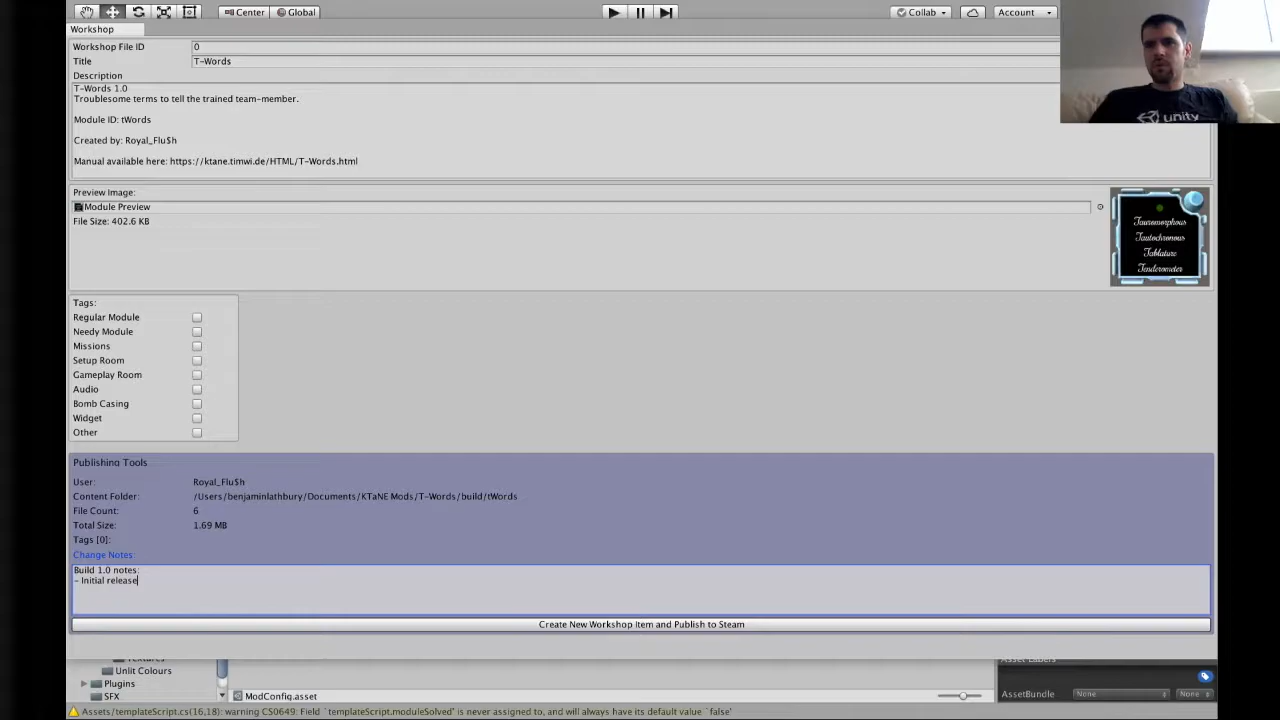 Center Global Collab Account
Workshop
Workshop File ID 0
Title T-Words
Description
T-Words 1.0
Troublesome terms to tell the trained team-member.
Module ID: tWords
Created by: Royal_Flu$h
Manual available here: https://ktane.timwi.de/HTML/T-Words.html
unity
Preview Image:
Module Preview
File Size: 402.6 KB
Tauromorphous
Tautochronous
Tablature
Tenderometer
Tags:
Regular Module
Needy Module
Missions
Setup Room
Gameplay Room
Audio
Bomb Casing
Widget
Other
Publishing Tools
User: Royal_Flu$h
Content Folder: /Users/benjaminlathbury/Documents/KTaNE Mods/T-Words/build/tWords
File Count: 6
Total Size: 1.69 MB
Tags [0]:
Change Notes:
Build 1.0 notes:
- Initial release
Create New Workshop Item and Publish to Steam
Textures
Asset Labels
Unlit Colours
Plugins
SFX
ModConfig.asset
AssetBundle None None
Assets/templateScript.cs(16,18): warning CS0649: Field `templateScript.moduleSolved' is never assigned to, and will always have its default value `false'